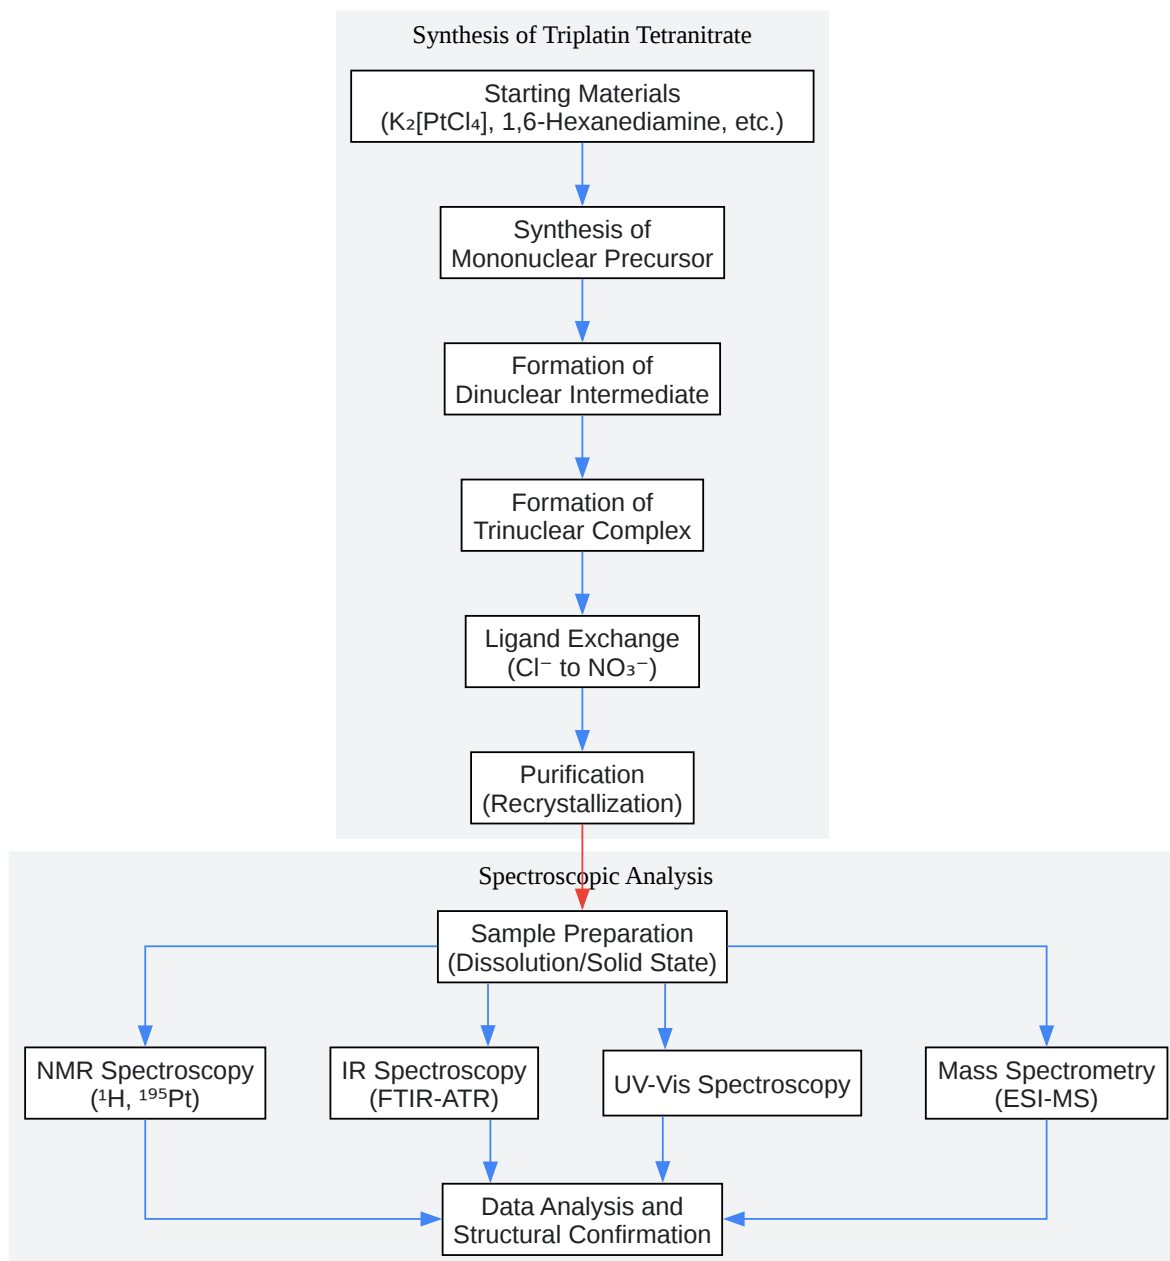 Synthesis of Triplatin Tetranitrate
Starting Materials
(K₂[PtCl₄], 1,6-Hexanediamine, etc.)
Synthesis of
Mononuclear Precursor
Formation of
Dinuclear Intermediate
Formation of
Trinuclear Complex
Ligand Exchange
(Cl⁻ to NO₃⁻)
Purification
(Recrystallization)
Spectroscopic Analysis
Sample Preparation
(Dissolution/Solid State)
NMR Spectroscopy
(¹H, ¹⁹⁵Pt)
IR Spectroscopy
(FTIR-ATR)
UV-Vis Spectroscopy
Mass Spectrometry
(ESI-MS)
Data Analysis and
Structural Confirmation